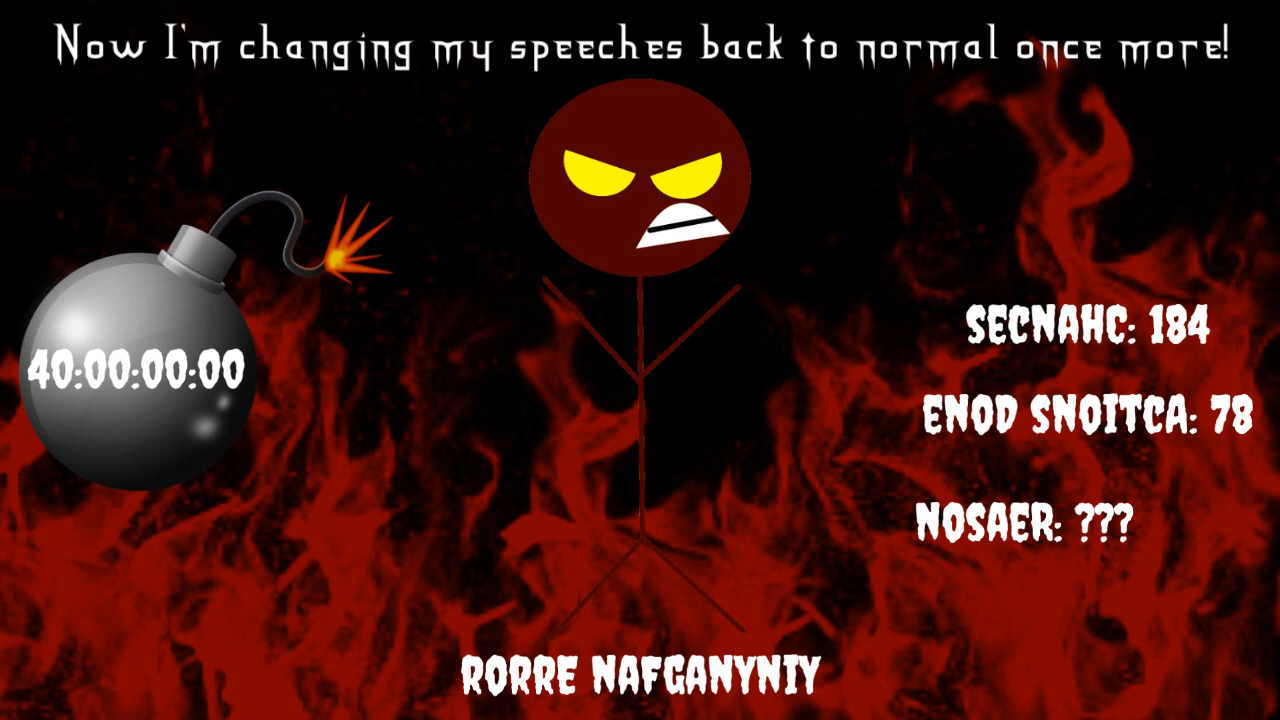 Now I'm changing my speeches back to normal once more!
40:00:00:00
SECNAHC: 184
ENOD SNOITCA: 78
NOSAER: ???
RORRE NAFGANYNIY